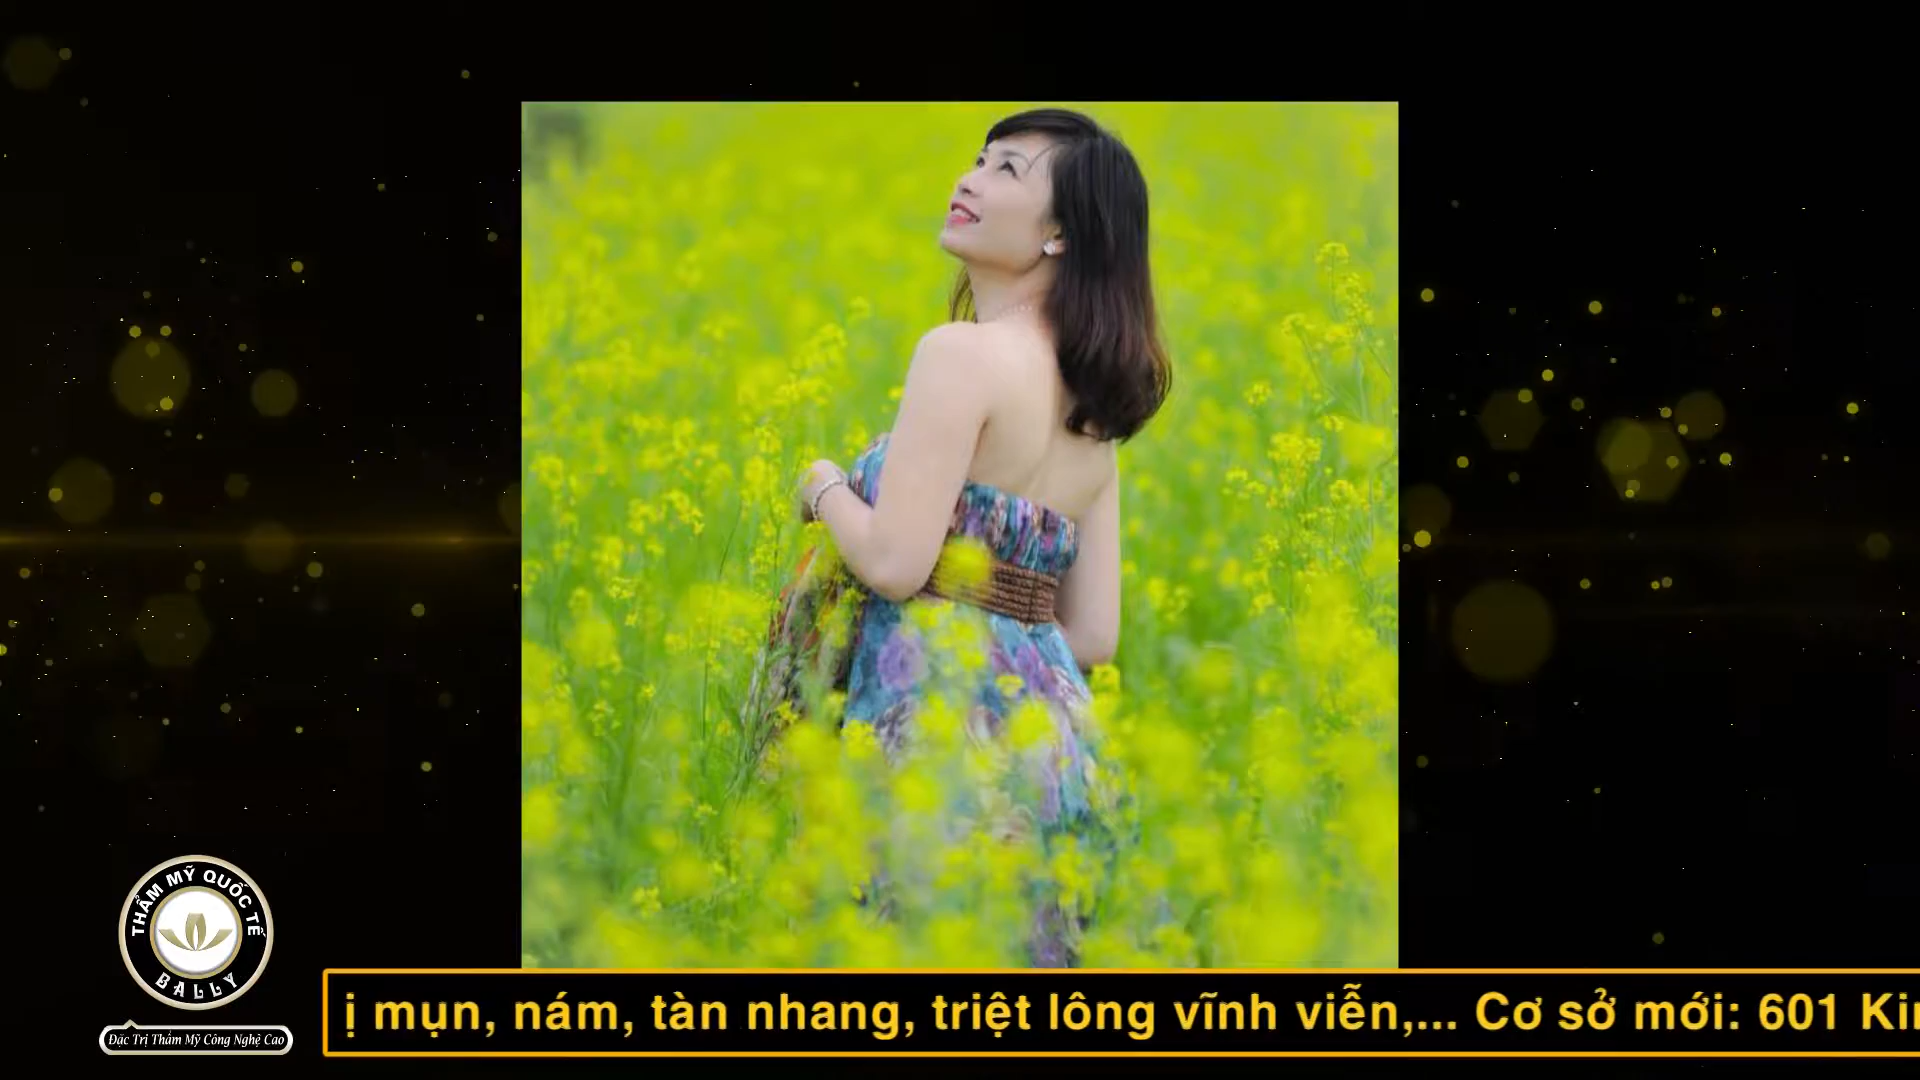 THẨM MỸ QUỐC TẾ
BALLY
Đặc Trị Thẩm Mỹ Công Nghệ Cao
ị mụn, nám, tàn nhang, triệt lông vĩnh viễn,... Cơ sở mới: 601 Kin